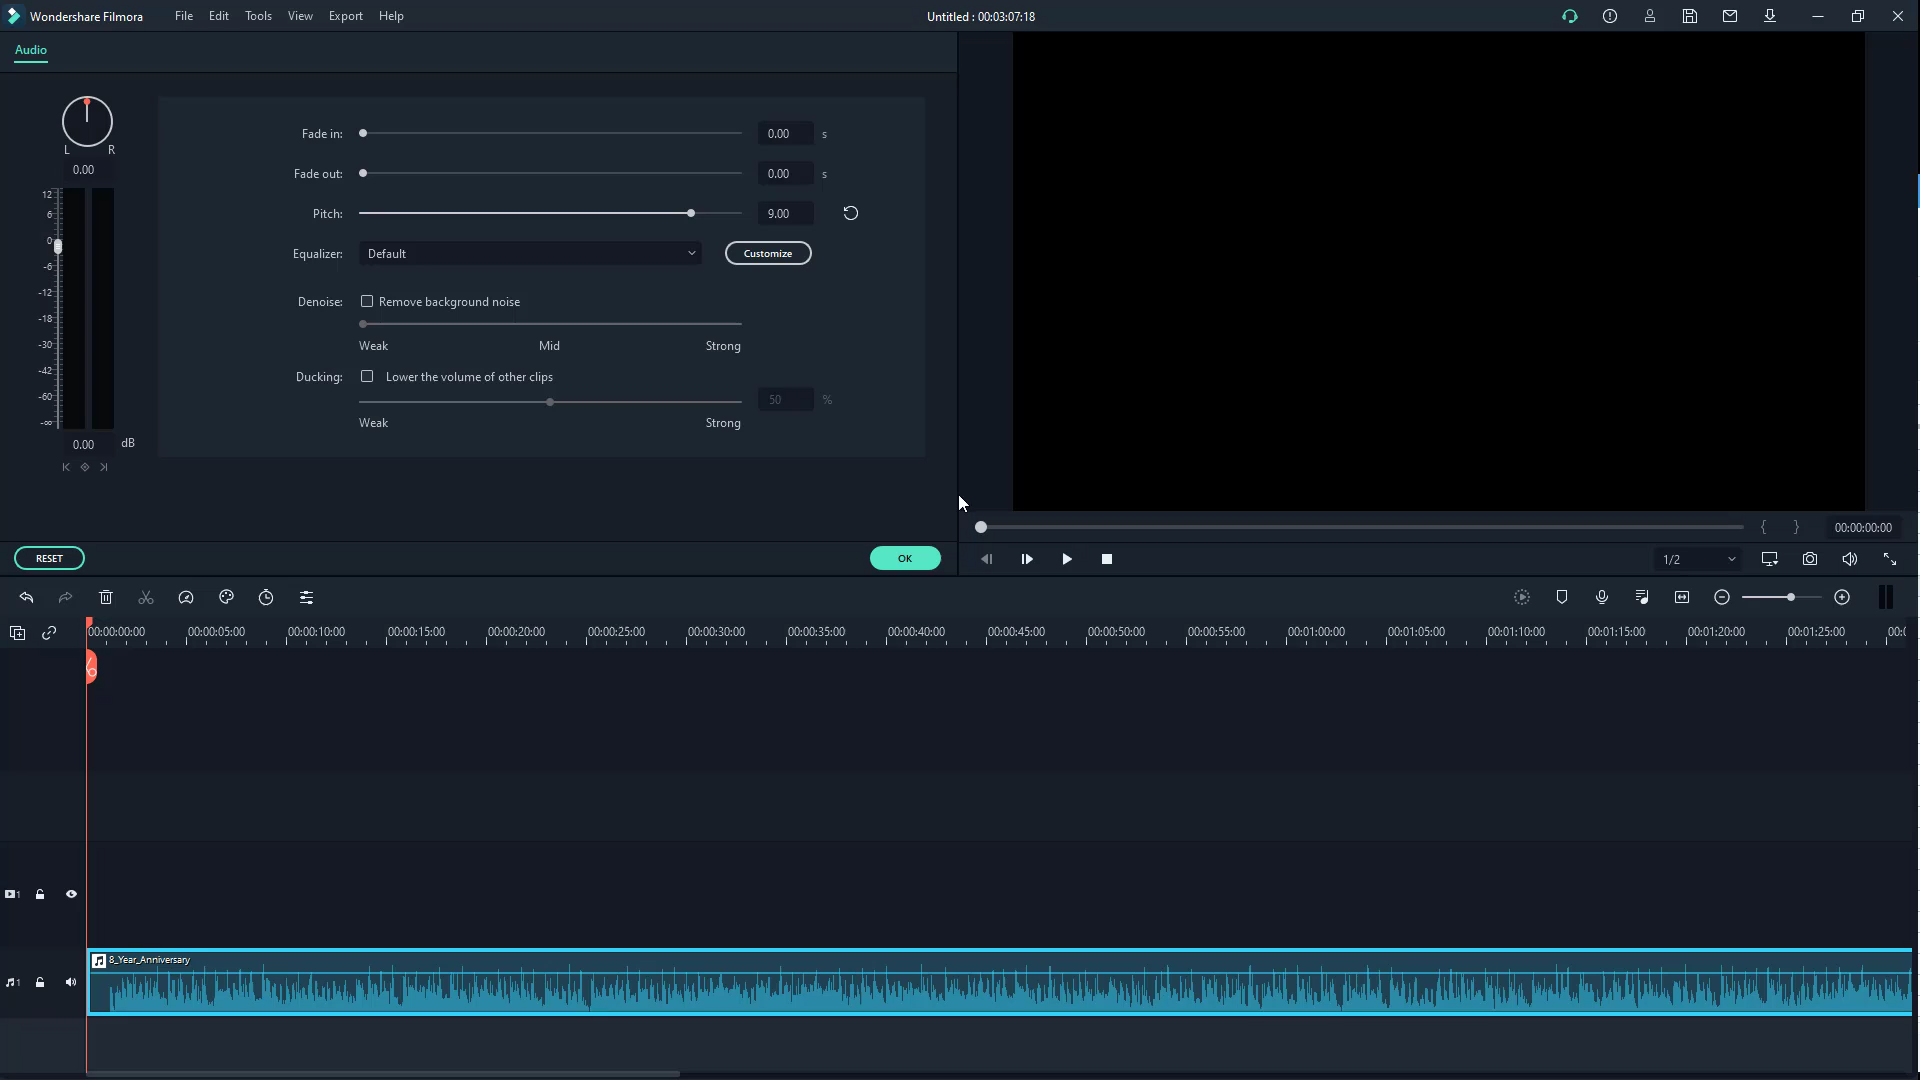 Wondershare Filmora File Edit Tools View Export Help Untitled : 00:03:07:18
Audio
L R
0.00
12
6
0
-6
-12
-18
-30
-42
-60
-∞
0.00 dB
Fade in: 0.00 s
Fade out: 0.00 s
Pitch: 9.00
Equalizer: Default Customize
Denoise: Remove background noise
Weak Mid Strong
Ducking: Lower the volume of other clips
50 %
Weak Strong
{ } 00:00:00:00
RESET OK
1/2
00:00:00:00 00:00:05:00 00:00:10:00 00:00:15:00 00:00:20:00 00:00:25:00 00:00:30:00 00:00:35:00 00:00:40:00 00:00:45:00 00:00:50:00 00:00:55:00 00:01:00:00 00:01:05:00 00:01:10:00 00:01:15:00 00:01:20:00 00:01:25:00
1
8_Year_Anniversary
1